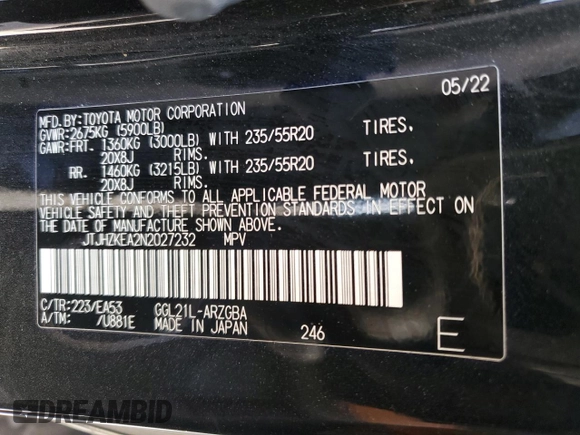 05/22
MFD.BY:TOYOTA MOTOR CORPORATION
GVWR:2675KG (5900LB)
GAWR:FRT. 1360KG (3000LB) WITH 235/55R20 TIRES,
20X8J RIMS.
RR. 1460KG (3215LB) WITH 235/55R20 TIRES,
20X8J RIMS.
THIS VEHICLE CONFORMS TO ALL APPLICABLE FEDERAL MOTOR
VEHICLE SAFETY AND THEFT PREVENTION STANDARDS IN EFFECT ON
THE DATE OF MANUFACTURE SHOWN ABOVE.
JTJHZKEA2N2027232 MPV
C/TR:223/EA53 GGL21L-ARZGBA
A/TM: /U881E MADE IN JAPAN 246
E
DREAMBID